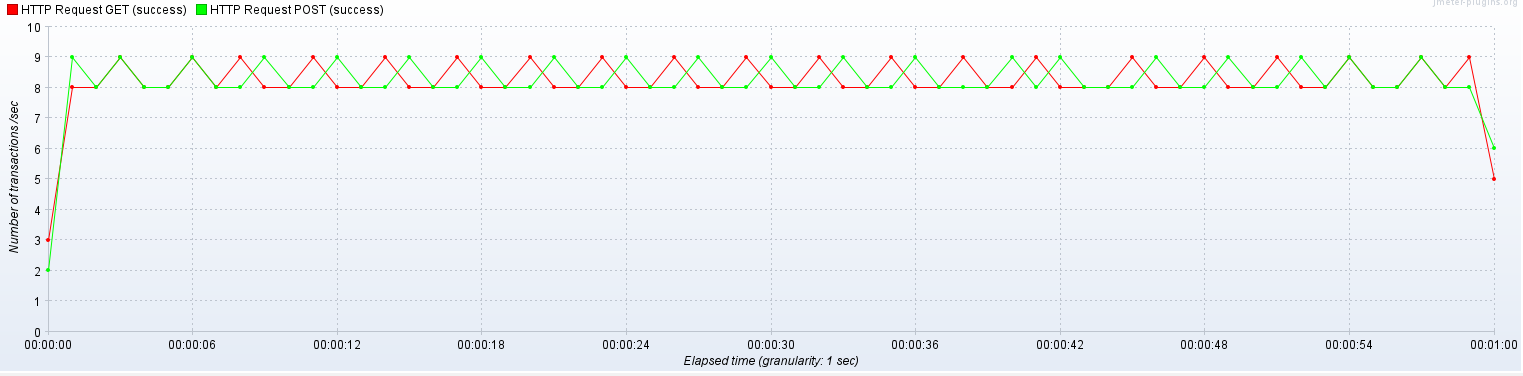 HTTP Request GET (success) HTTP Request POST (success)
jmeter-plugins.org
10
9
8
7
6
5
4
3
2
1
0
Number of transactions /sec
00:00:00 00:00:06 00:00:12 00:00:18 00:00:24 00:00:30 00:00:36 00:00:42 00:00:48 00:00:54 00:01:00
Elapsed time (granularity: 1 sec)